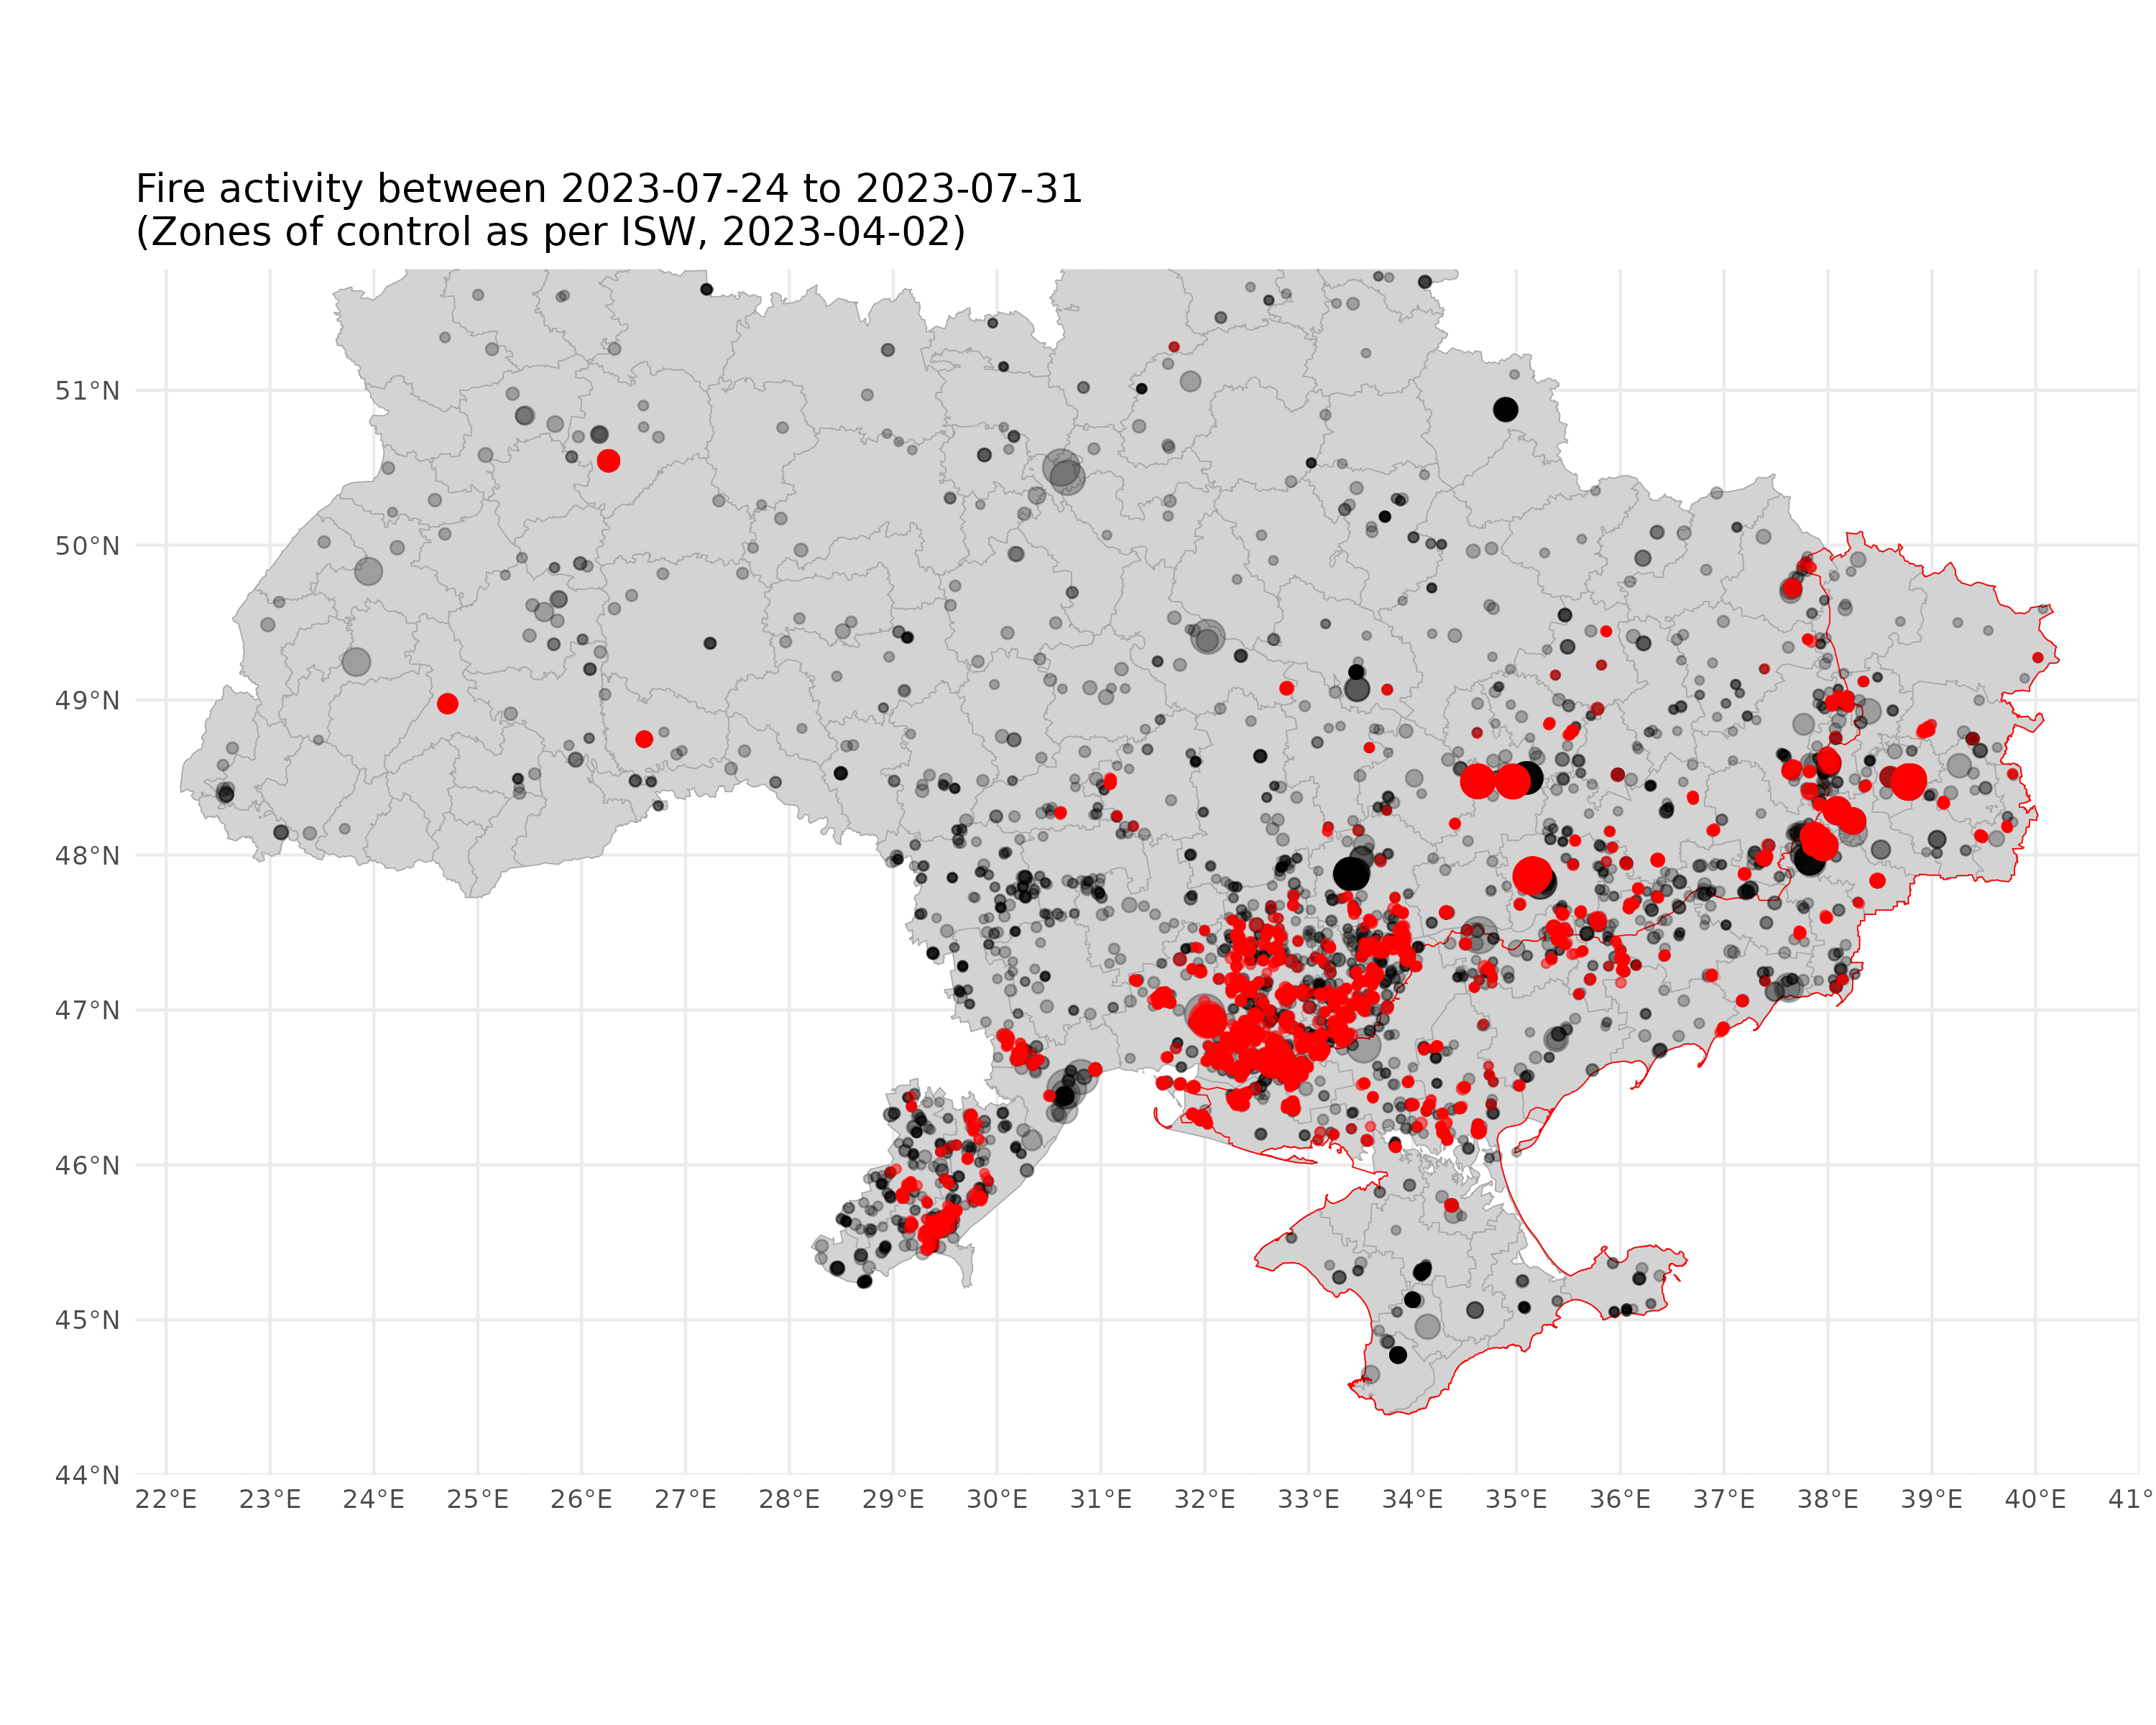 Fire activity between 2023-07-24 to 2023-07-31
(Zones of control as per ISW, 2023-04-02)
51°N
50°N
49°N
48°N
47°N
46°N
45°N
44°N
22°E 23°E 24°E 25°E 26°E 27°E 28°E 29°E 30°E 31°E 32°E 33°E 34°E 35°E 36°E 37°E 38°E 39°E 40°E 41°